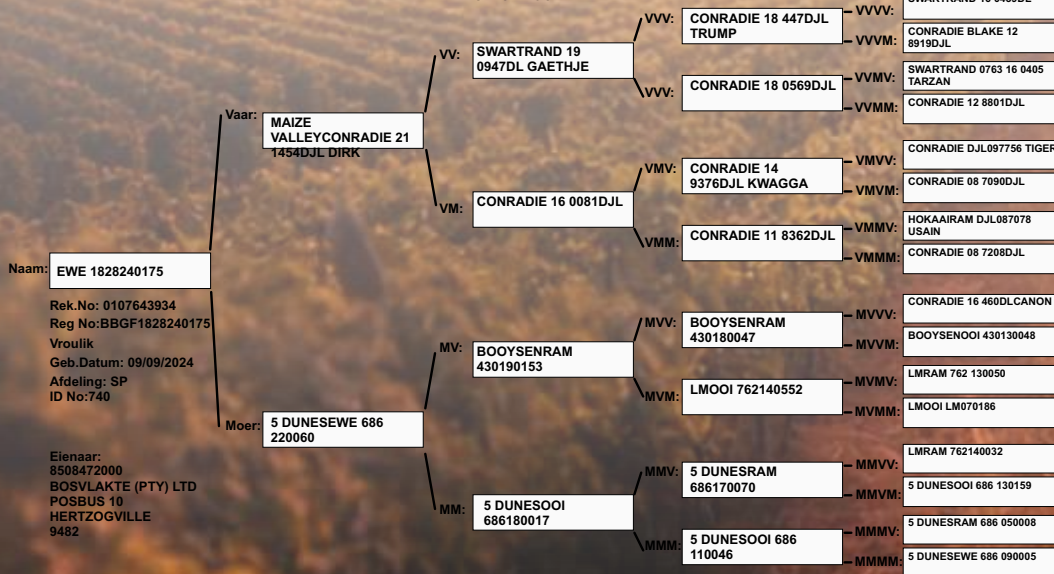 VVV:
CONRADIE 18 447DJL
TRUMP
VVVV:
VVVM:
CONRADIE BLAKE 12
8919DJL
VV:
SWARTRAND 19
0947DL GAETHJE
VVV:
CONRADIE 18 0569DJL
VVMV:
SWARTRAND 0763 16 0405
TARZAN
VVMM:
CONRADIE 12 8801DJL
Vaar:
MAIZE
VALLEYCONRADIE 21
1454DJL DIRK
VM:
CONRADIE 16 0081DJL
VMV:
CONRADIE 14
9376DJL KWAGGA
VMVV:
CONRADIE DJL097756 TIGER
VMVM:
CONRADIE 08 7090DJL
VMM:
CONRADIE 11 8362DJL
VMMV:
HOKAAIRAM DJL087078
USAIN
VMMM:
CONRADIE 08 7208DJL
Naam:
EWE 1828240175
Rek.No: 0107643934
Reg No:BBGF1828240175
Vroulik
Geb.Datum: 09/09/2024
Afdeling: SP
ID No:740
MV:
BOOYSENRAM
430190153
MVV:
BOOYSENRAM
430180047
MVVV:
CONRADIE 16 460DLCANON
MVVM:
BOOYSENOOI 430130048
MVM:
LMOOI 762140552
MVMV:
LMRAM 762 130050
MVMM:
LMOOI LM070186
Moer:
5 DUNESEWE 686
220060
MM:
5 DUNESOOI
686180017
MMV:
5 DUNESRAM
686170070
MMVV:
LMRAM 762140032
MMVM:
5 DUNESOOI 686 130159
MMM:
5 DUNESOOI 686
110046
MMMV:
5 DUNESRAM 686 050008
MMMM:
5 DUNESEWE 686 090005
Eienaar:
8508472000
BOSVLAKTE (PTY) LTD
POSBUS 10
HERTZOGVILLE
9482